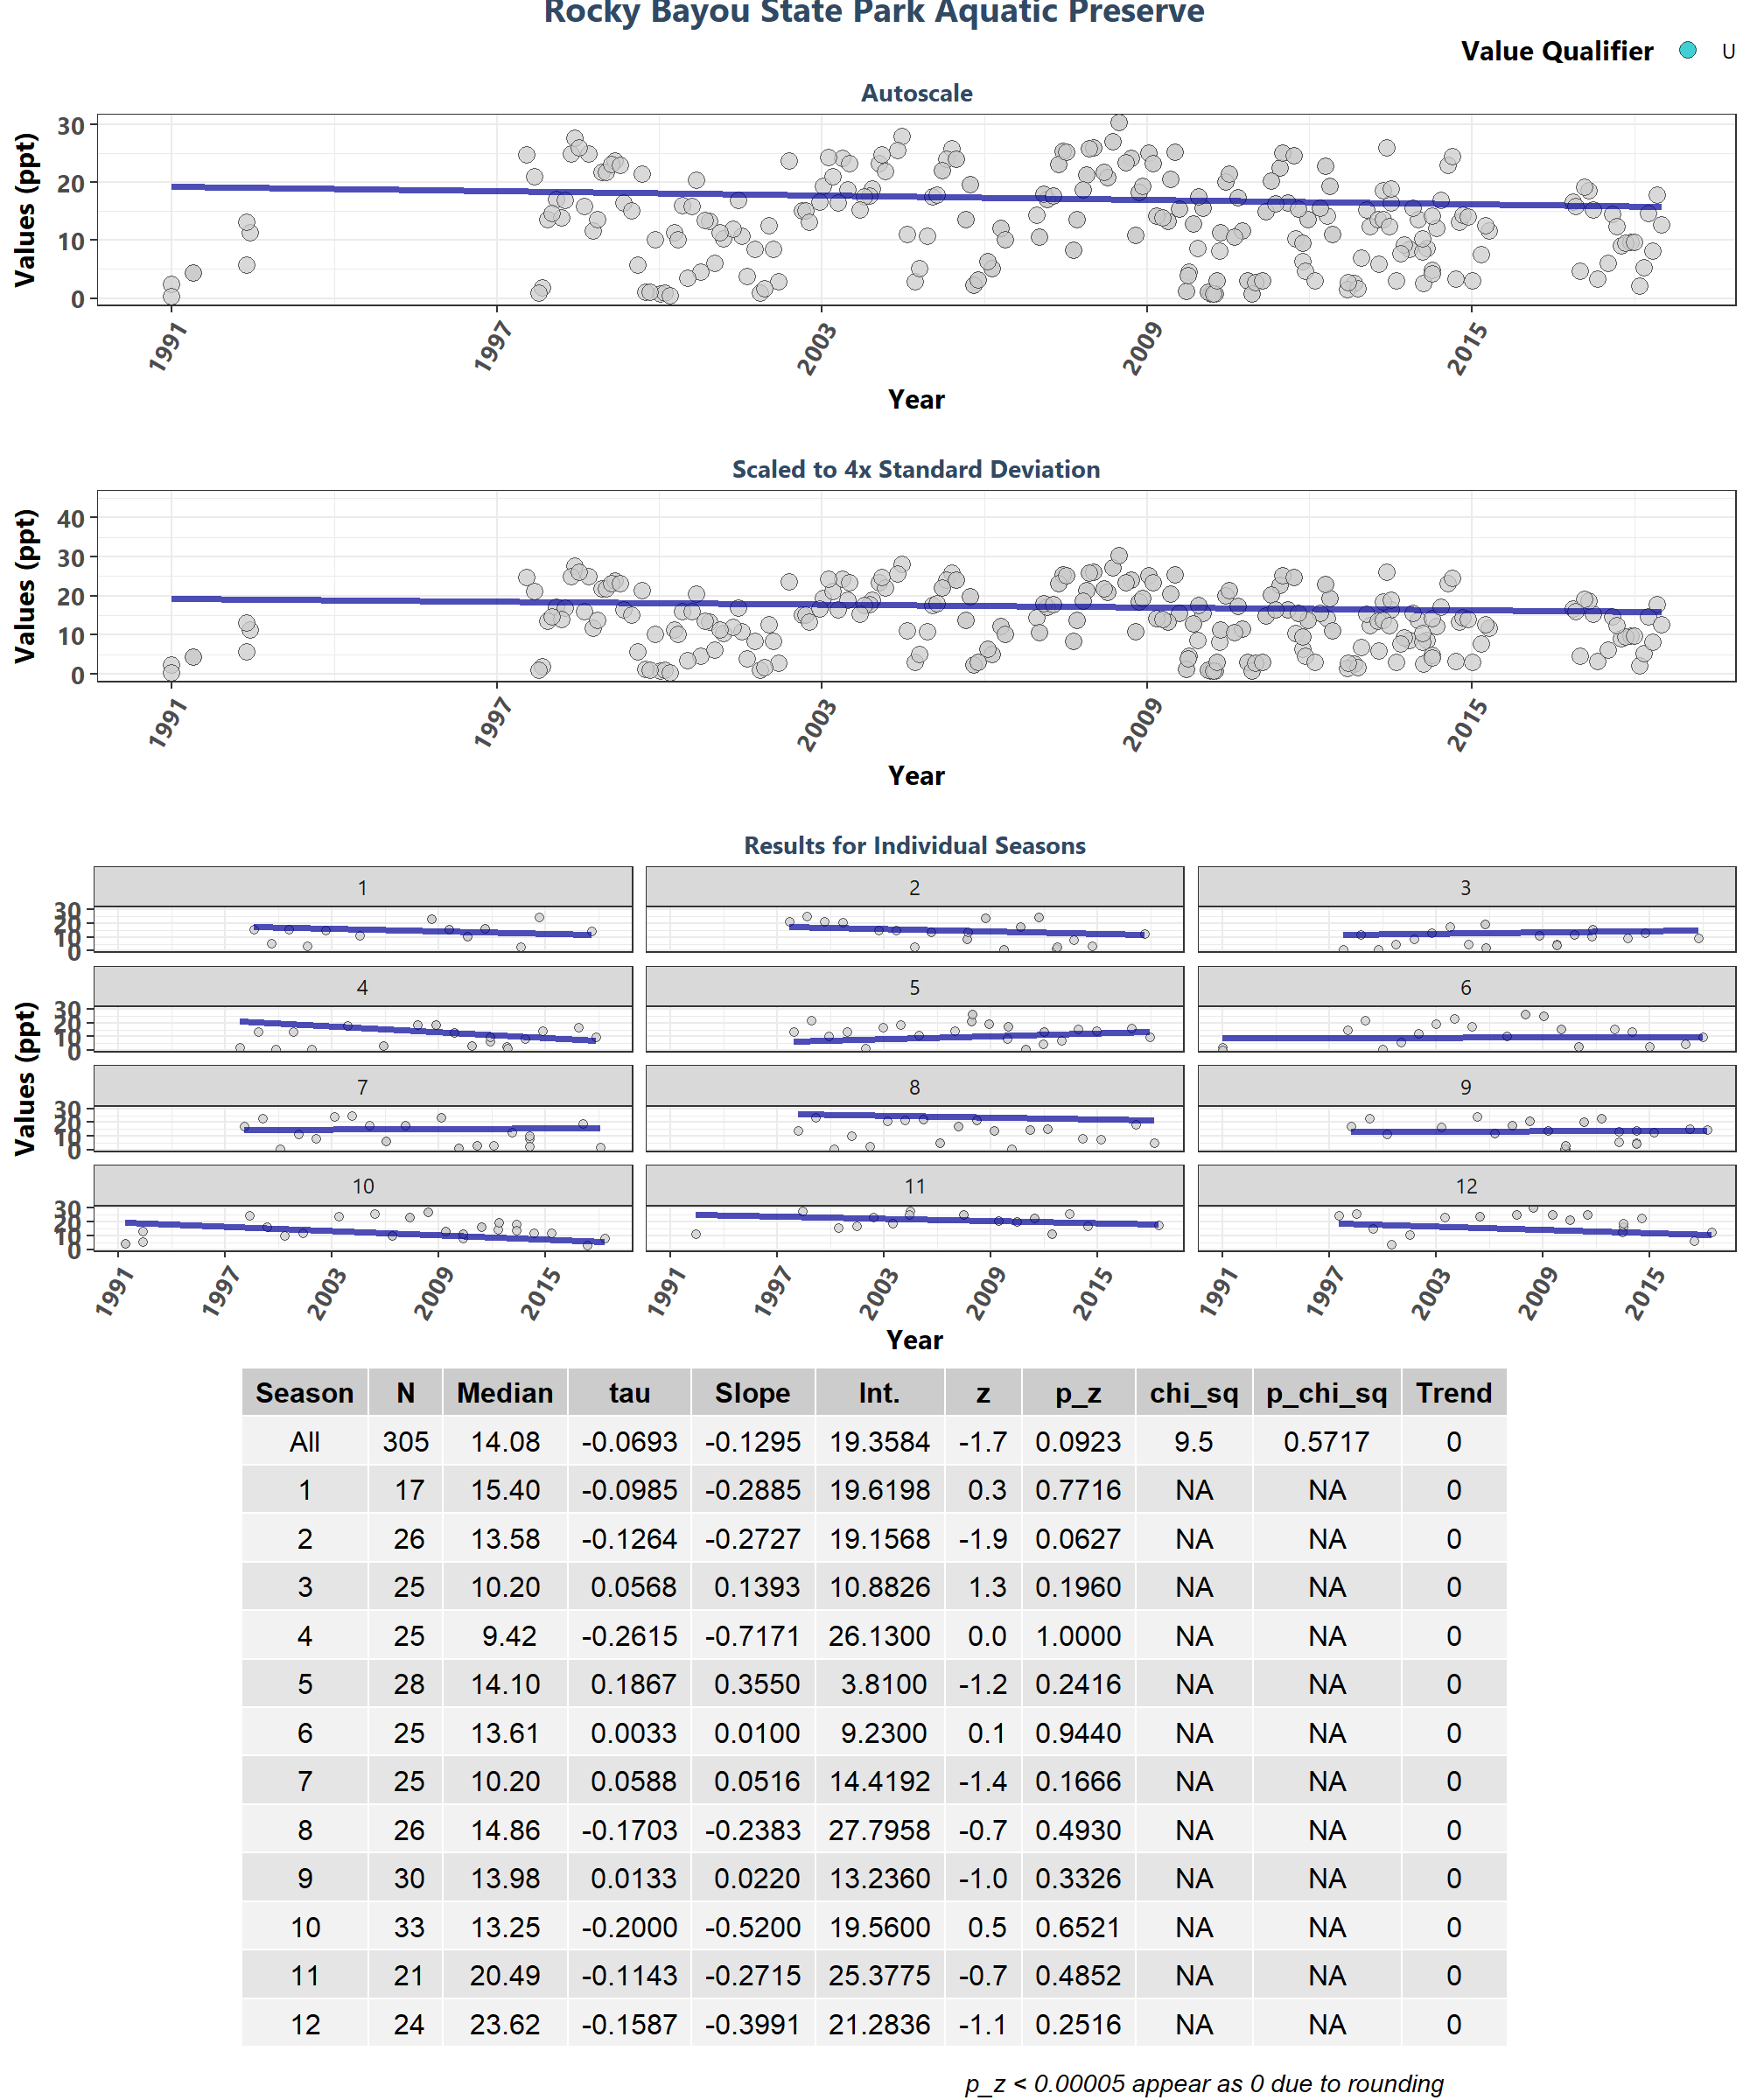 Rocky Bayou State Park Aquatic Preserve
Value Qualifier U
Autoscale
Values (ppt)
30
20
10
0
1991 1997 2003 2009 2015
Year
Scaled to 4x Standard Deviation
Values (ppt)
40
30
20
10
0
1991 1997 2003 2009 2015
Year
Results for Individual Seasons
Values (ppt)
1 2 3
30
20
10
0
4 5 6
30
20
10
0
7 8 9
30
20
10
0
10 11 12
30
20
10
0
1991 1997 2003 2009 2015 1991 1997 2003 2009 2015 1991 1997 2003 2009 2015
Year
Season N Median tau Slope Int. z p_z chi_sq p_chi_sq Trend
All 305 14.08 -0.0693 -0.1295 19.3584 -1.7 0.0923 9.5 0.5717 0
1 17 15.40 -0.0985 -0.2885 19.6198 0.3 0.7716 NA NA 0
2 26 13.58 -0.1264 -0.2727 19.1568 -1.9 0.0627 NA NA 0
3 25 10.20 0.0568 0.1393 10.8826 1.3 0.1960 NA NA 0
4 25 9.42 -0.2615 -0.7171 26.1300 0.0 1.0000 NA NA 0
5 28 14.10 0.1867 0.3550 3.8100 -1.2 0.2416 NA NA 0
6 25 13.61 0.0033 0.0100 9.2300 0.1 0.9440 NA NA 0
7 25 10.20 0.0588 0.0516 14.4192 -1.4 0.1666 NA NA 0
8 26 14.86 -0.1703 -0.2383 27.7958 -0.7 0.4930 NA NA 0
9 30 13.98 0.0133 0.0220 13.2360 -1.0 0.3326 NA NA 0
10 33 13.25 -0.2000 -0.5200 19.5600 0.5 0.6521 NA NA 0
11 21 20.49 -0.1143 -0.2715 25.3775 -0.7 0.4852 NA NA 0
12 24 23.62 -0.1587 -0.3991 21.2836 -1.1 0.2516 NA NA 0
p_z < 0.00005 appear as 0 due to rounding